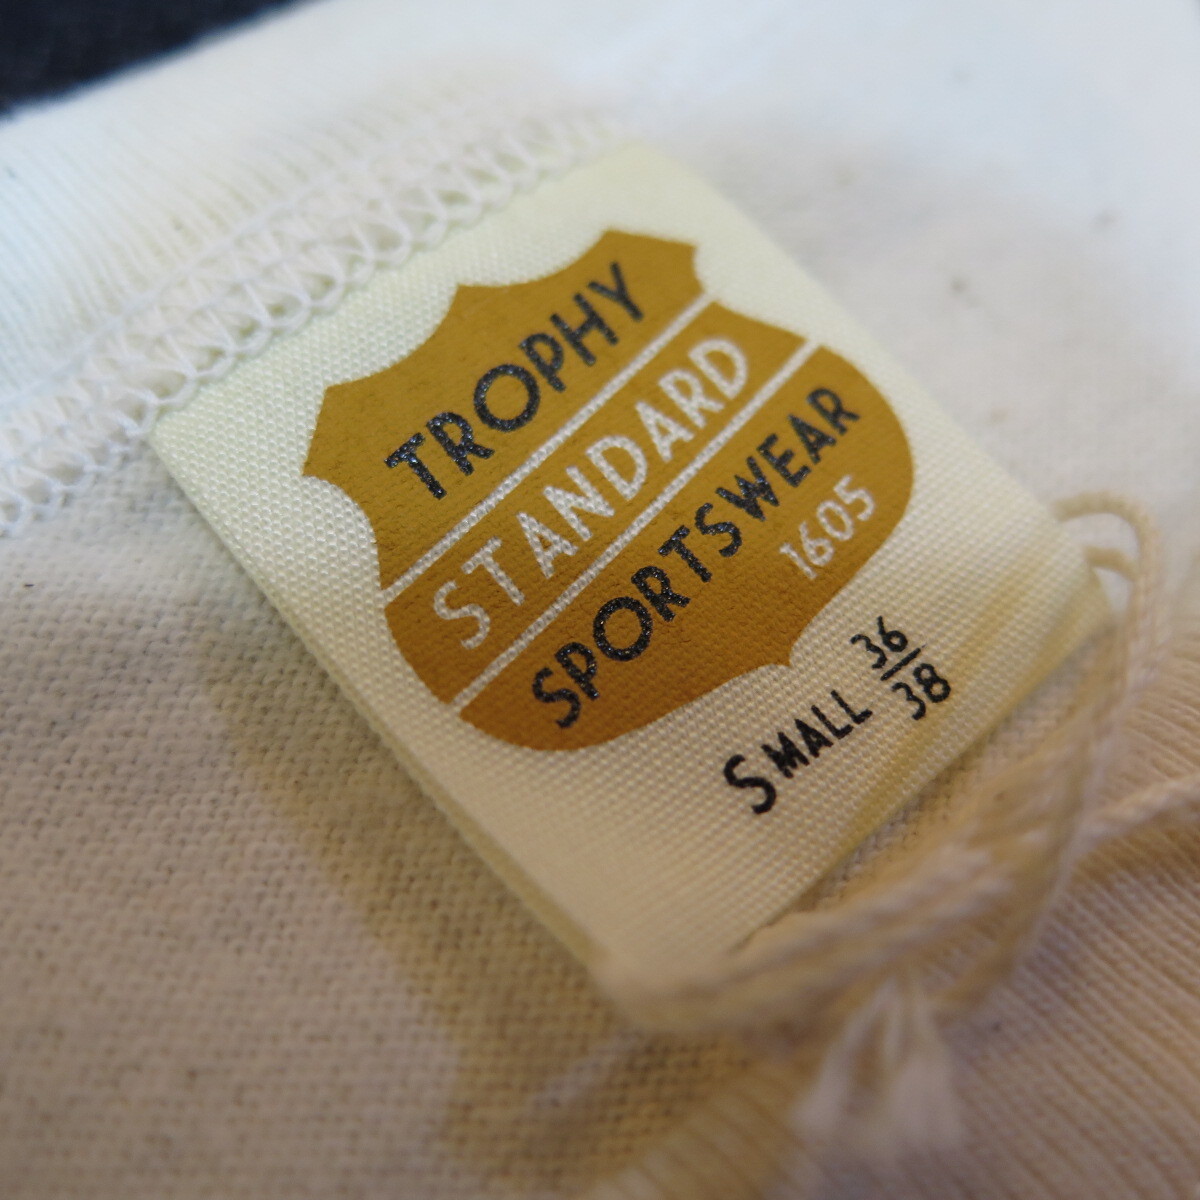 TROPHY
STANDARD
SPORTSWEAR
1605
SMALL 36/38